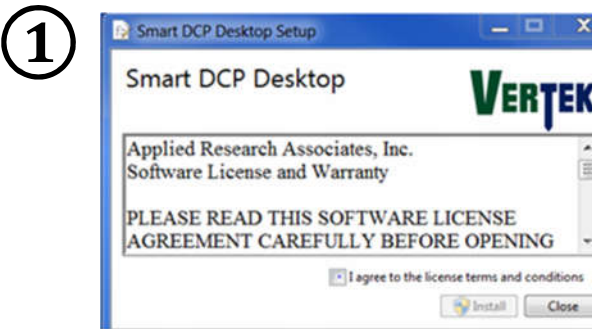 1
Smart DCP Desktop Setup
Smart DCP Desktop
VERTEK
Applied Research Associates, Inc.
Software License and Warranty
PLEASE READ THIS SOFTWARE LICENSE
AGREEMENT CAREFULLY BEFORE OPENING
I agree to the license terms and conditions
Install Close